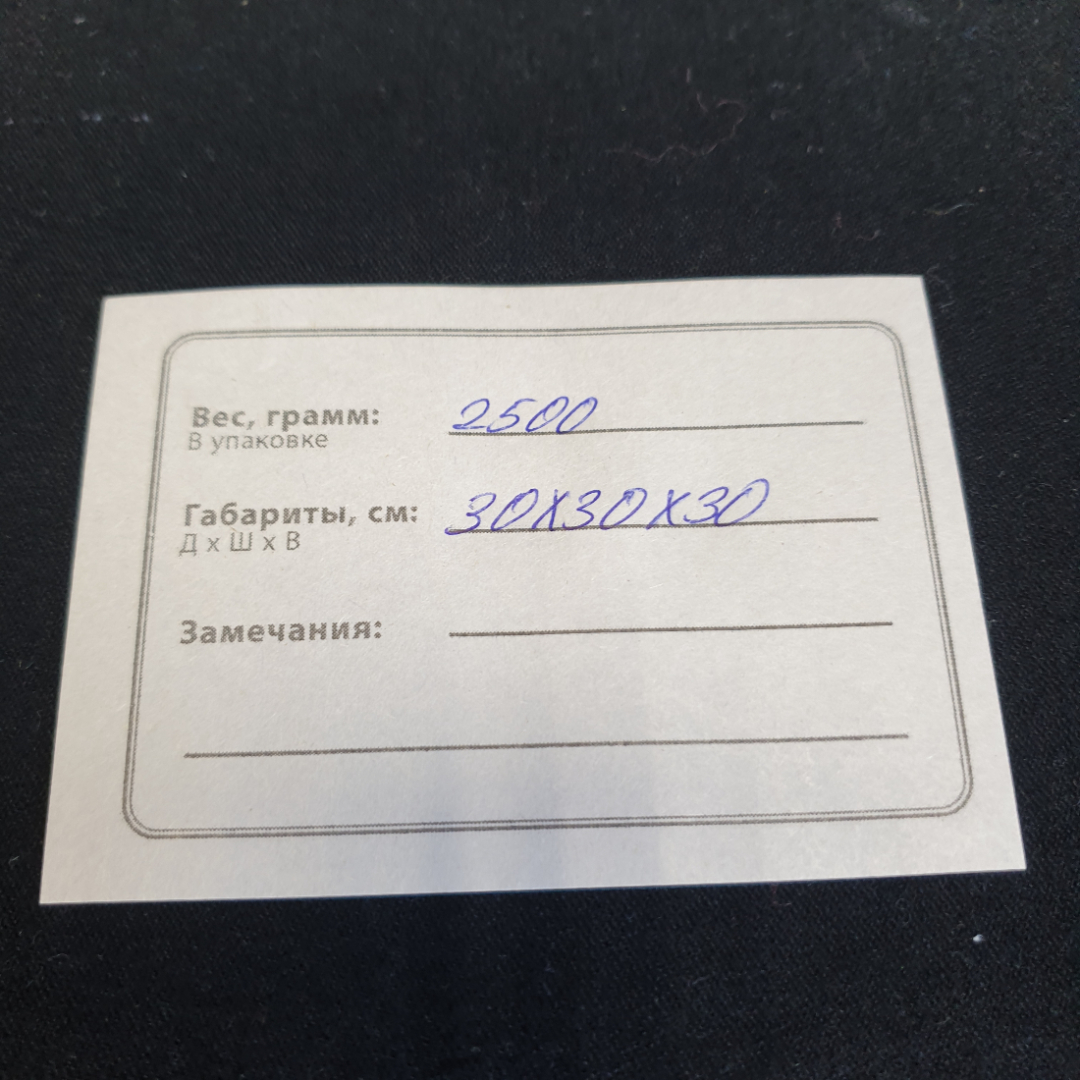 Вес, грамм: 2500
В упаковке
Габариты, см: 30х30х30
Д х Ш х В
Замечания: